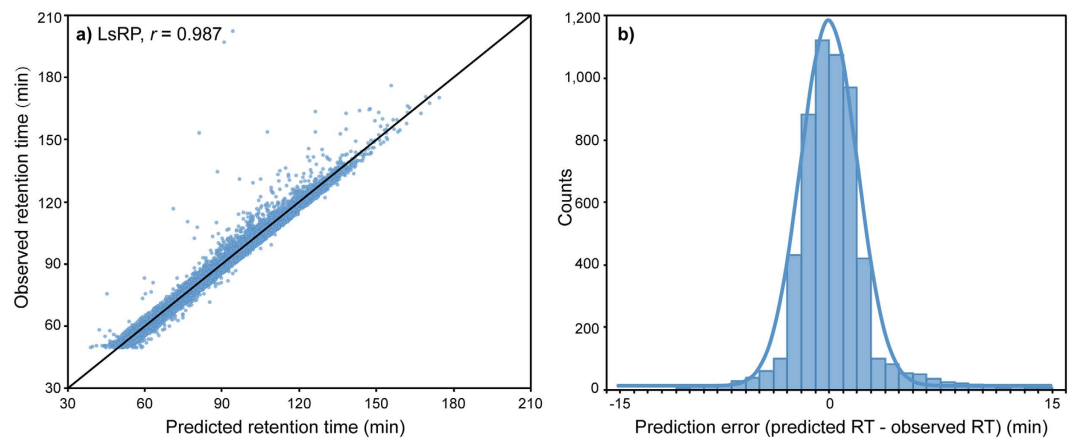 a) LsRP, r = 0.987
Observed retention time (min)
210
180
150
120
90
60
30
30 60 90 120 150 180 210
Predicted retention time (min)
b)
Counts
1,200
1,000
800
600
400
200
0
-15 0 15
Prediction error (predicted RT - observed RT) (min)